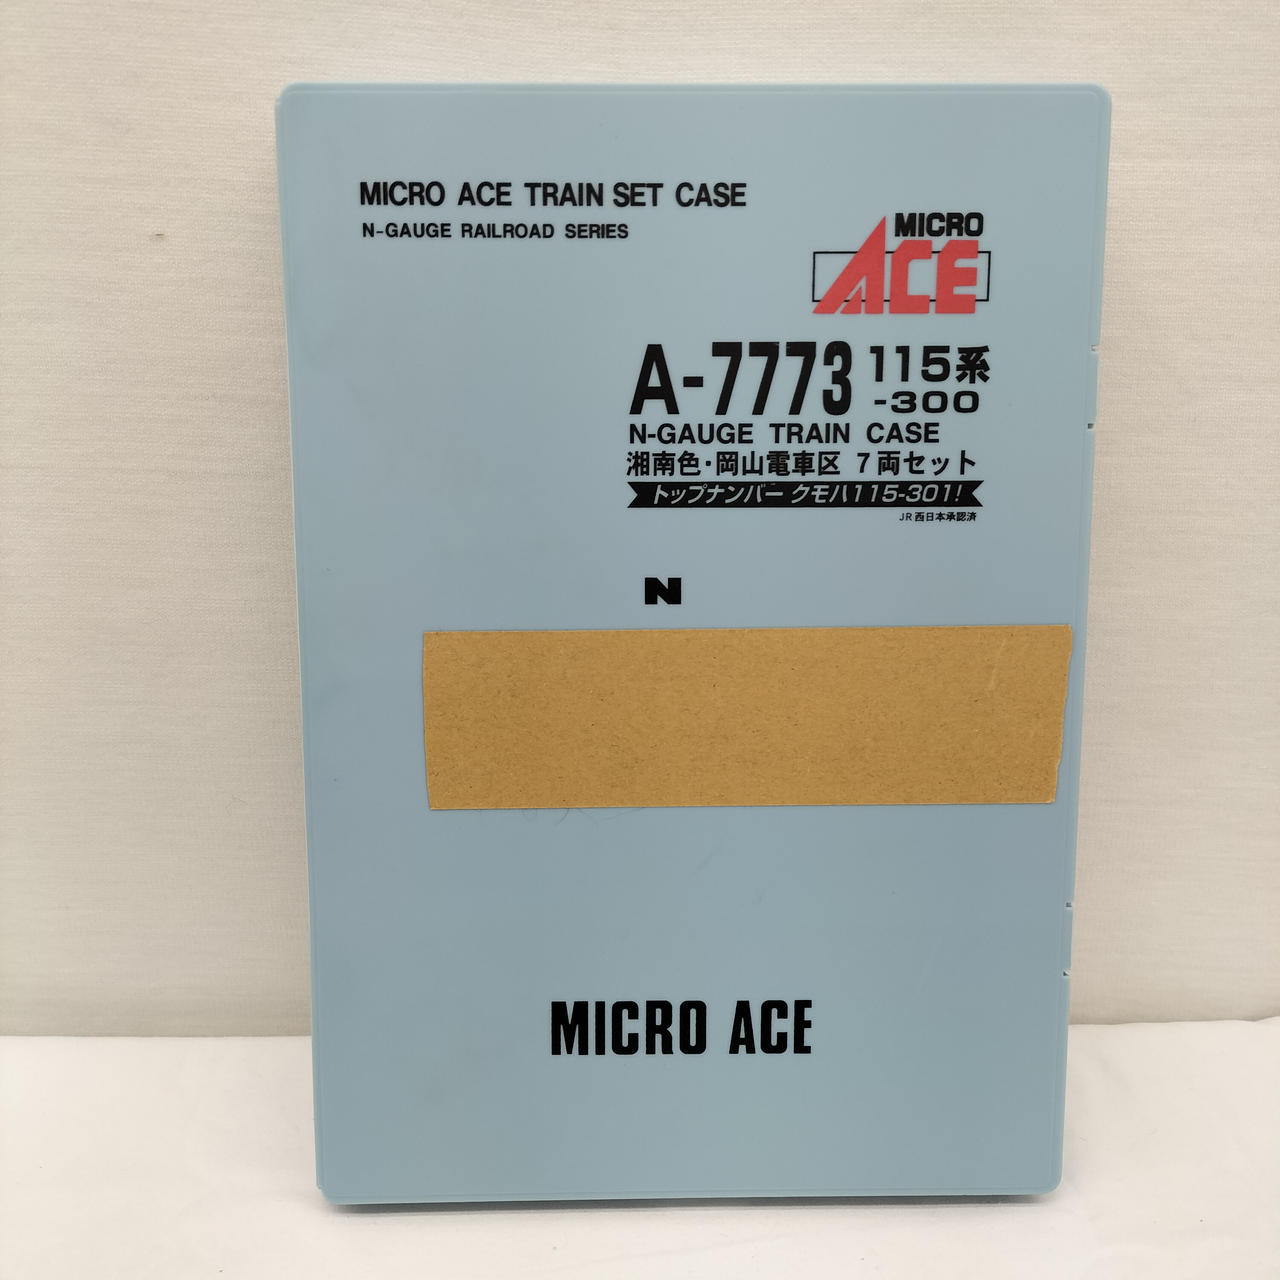 MICRO ACE TRAIN SET CASE
N-GAUGE RAILROAD SERIES
MICRO
ACE
A-7773 115系
-300
N-GAUGE TRAIN CASE
湘南色・岡山電車区 7両セット
トップナンバー クモハ115-301!
JR西日本承認済
N
MICRO ACE